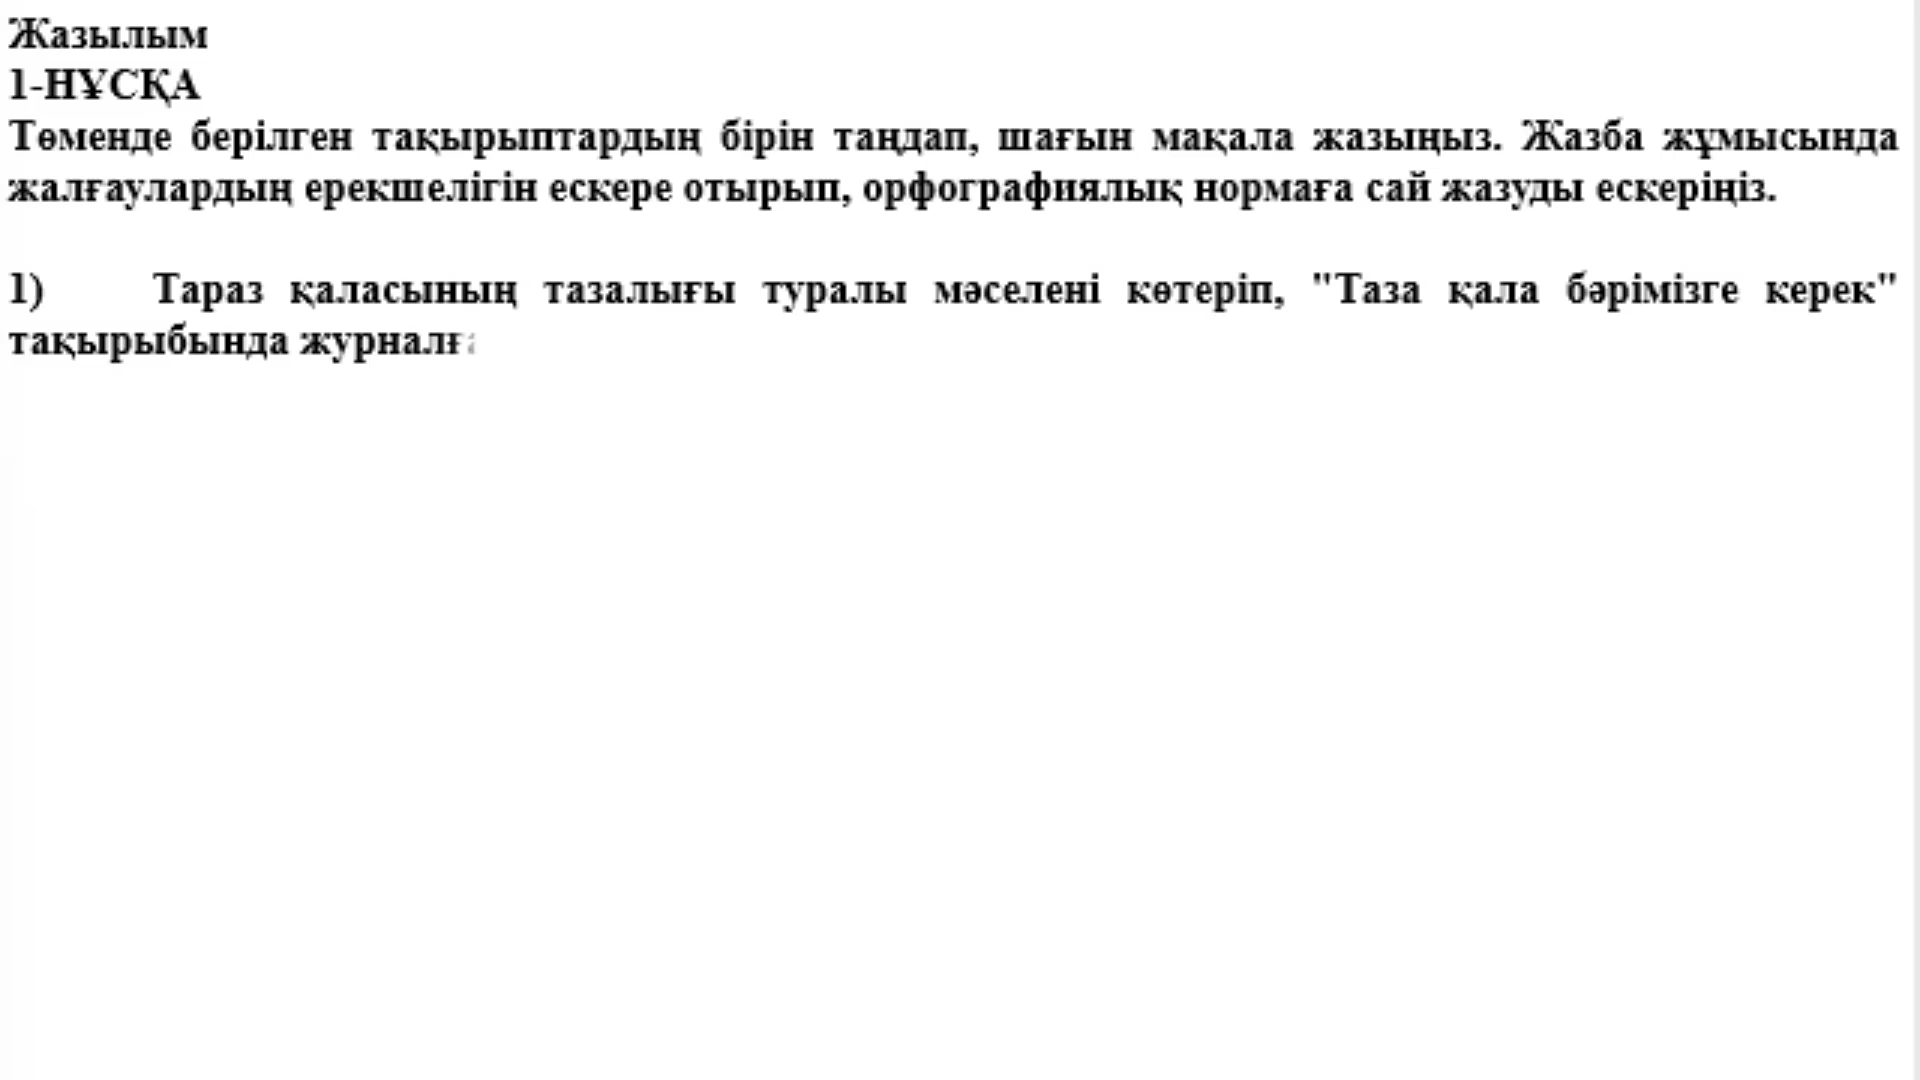 Жазылым
1-НҰСҚА
Төменде берілген тақырыптардың бірін таңдап, шағын мақала жазыңыз. Жазба жұмысында
жалғаулардың ерекшелігін ескере отырып, орфографиялық нормаға сай жазуды ескеріңіз.
1) Тараз қаласының тазалығы туралы мәселені көтеріп, "Таза қала бәрімізге керек"
тақырыбында журналға